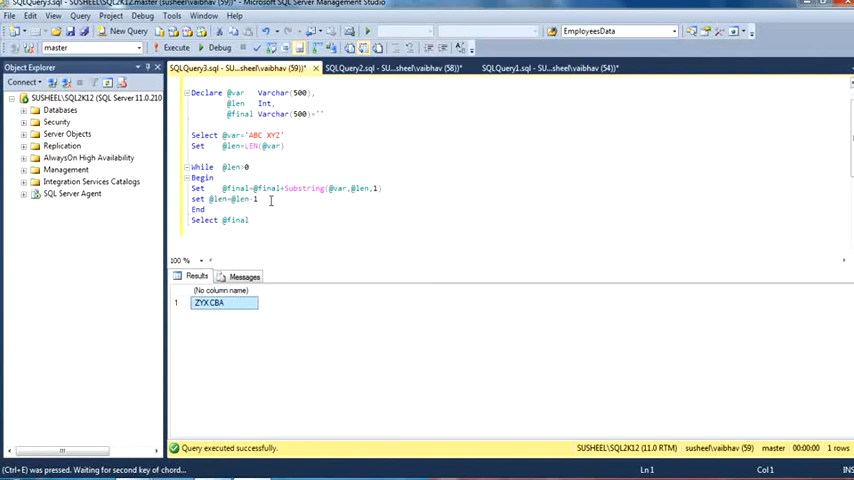 SQLQuery3.sql - SUSHEEL\SQL2K12.master (susheel\vaibhav (59))* - Microsoft SQL Server Management Studio
File Edit View Query Project Debug Tools Window Help
New Query
EmployeesData
master
Execute
Debug
Object Explorer
SQLQuery3.sql - SU...sheel\vaibhav (59))*
SQLQuery2.sql - SU...sheel\vaibhav (58))*
SQLQuery1.sql - SU...sheel\vaibhav (54))*
Connect
SUSHEEL\SQL2K12 (SQL Server 11.0.210
Databases
Security
Server Objects
Replication
AlwaysOn High Availability
Management
Integration Services Catalogs
SQL Server Agent
Declare @var Varchar(500),
@len Int,
@final Varchar(500)=''
Select @var='ABC XYZ'
Set @len=LEN(@var)
While @len>0
Begin
Set @final=@final+Substring(@var,@len,1)
set @len=@len-1
End
Select @final
100 %
Results Messages
(No column name)
1 ZYX CBA
Query executed successfully.
SUSHEEL\SQL2K12 (11.0 RTM) susheel\vaibhav (59) master 00:00:00 1 rows
(Ctrl+E) was pressed. Waiting for second key of chord...
Ln 1 Col 1 INS